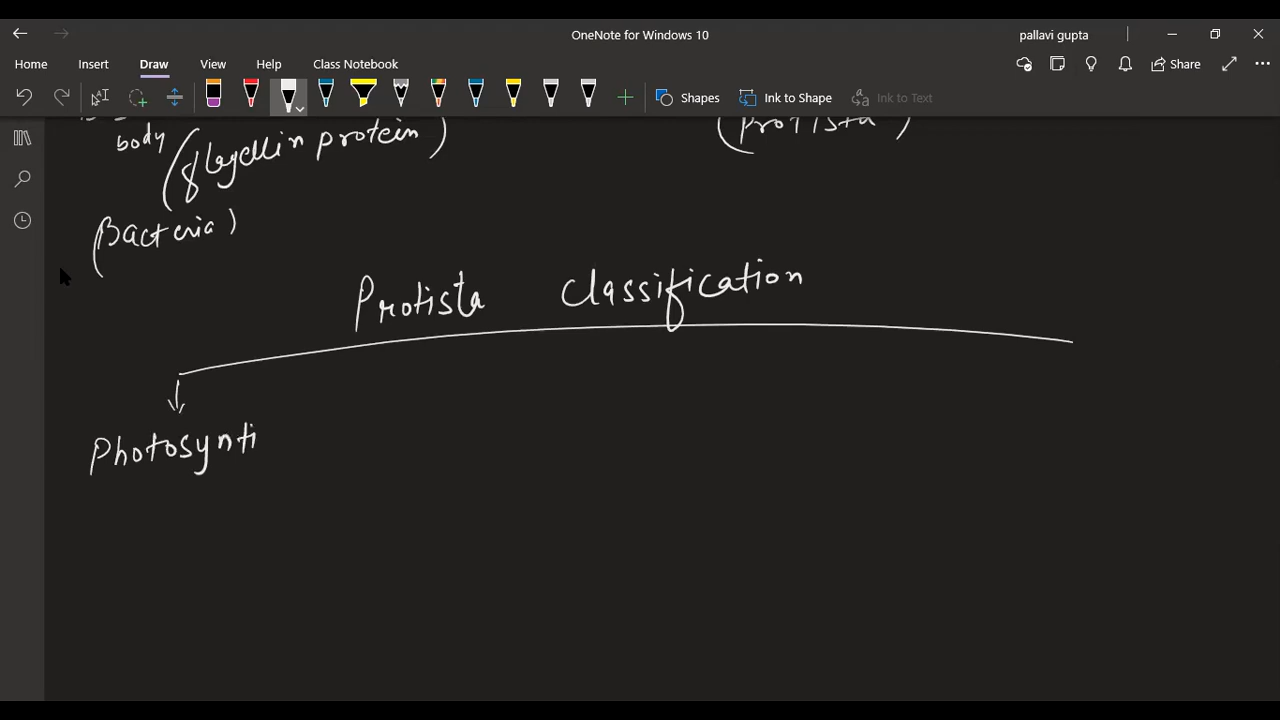 OneNote for Windows 10
pallavi gupta
Home Insert Draw View Help Class Notebook
Share
Shapes Ink to Shape Ink to Text
body (flagellin protein)
(Protista)
(Bacteria)
Protista Classification
Photosynti